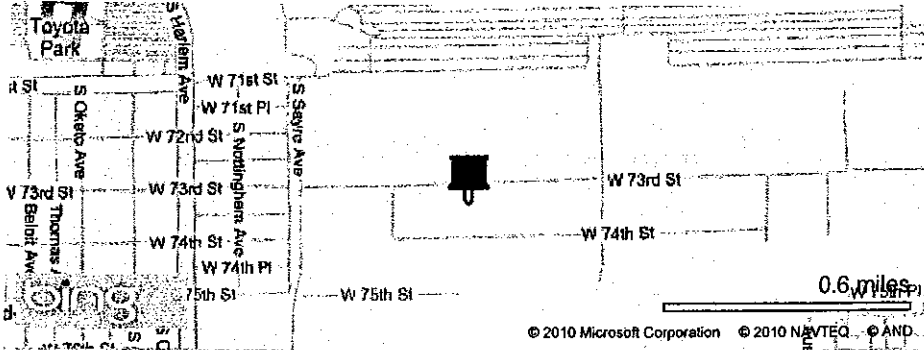 Toyota
Park
S Harlem Ave
W 71st St
W 71st Pl
S Oketo Ave
W 72nd St
S Nottingham Ave
S Sayre Ave
W 73rd St
W 73rd St
W 73rd St
Thomas
Beloit Ave
W 74th St
W 74th St
W 74th Pl
75th St
W 75th St
0.6 miles
© 2010 Microsoft Corporation © 2010 NAVTEQ © AND